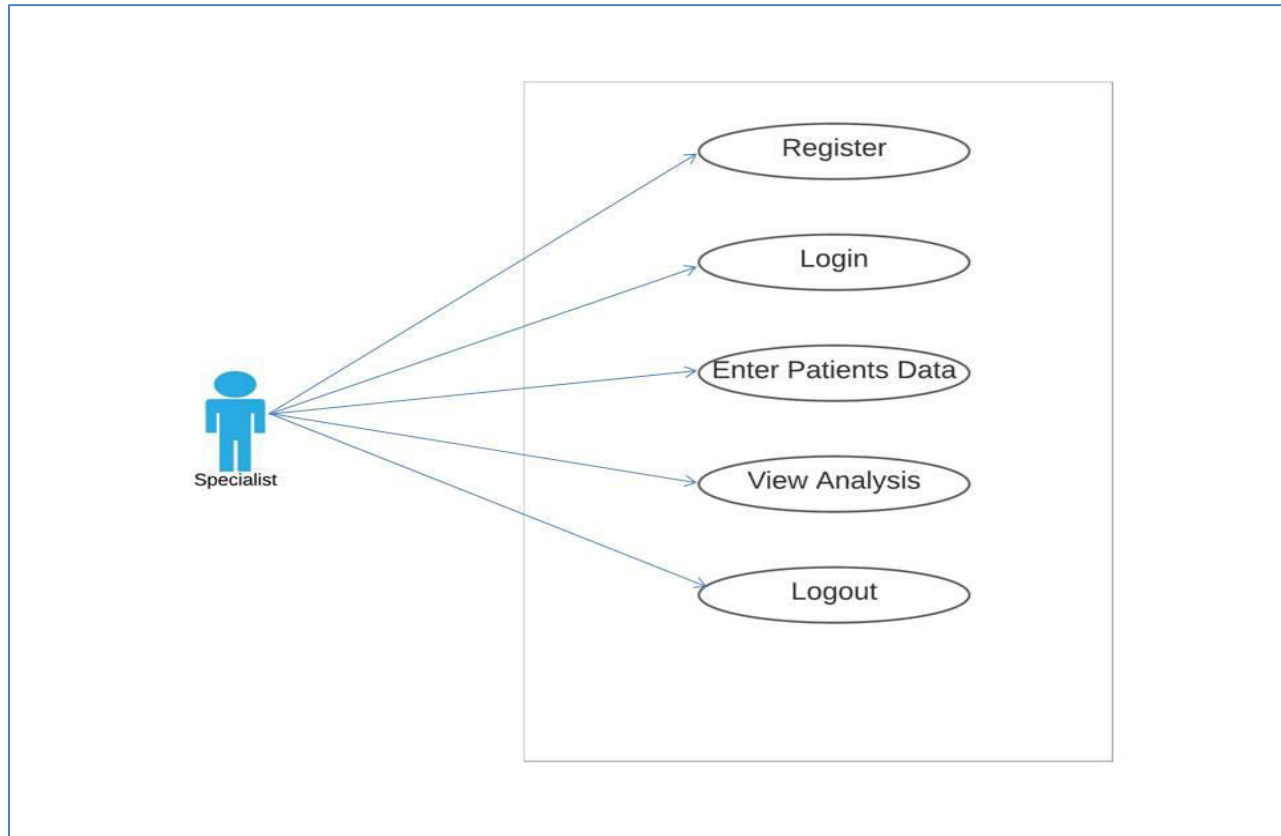 Register
Login
Enter Patients Data
View Analysis
Logout
Specialist